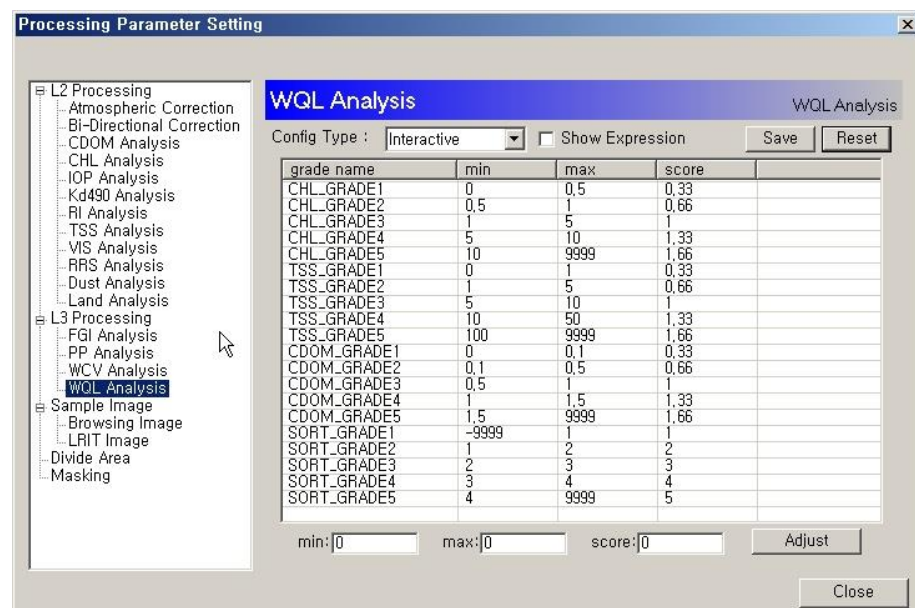 Processing Parameter Setting
L2 Processing
Atmospheric Correction
Bi-Directional Correction
CDOM Analysis
CHL Analysis
IOP Analysis
Kd490 Analysis
RI Analysis
TSS Analysis
VIS Analysis
RRS Analysis
Dust Analysis
Land Analysis
L3 Processing
FGI Analysis
PP Analysis
WCV Analysis
WQL Analysis
Sample Image
Browsing Image
LRIT Image
Divide Area
Masking
WQL Analysis
WQL Analysis
Config Type : Interactive Show Expression Save Reset
grade name min max score
CHL_GRADE1 0 0,5 0,33
CHL_GRADE2 0,5 1 0,66
CHL_GRADE3 1 5 1
CHL_GRADE4 5 10 1,33
CHL_GRADE5 10 9999 1,66
TSS_GRADE1 0 1 0,33
TSS_GRADE2 1 5 0,66
TSS_GRADE3 5 10 1
TSS_GRADE4 10 50 1,33
TSS_GRADE5 100 9999 1,66
CDOM_GRADE1 0 0,1 0,33
CDOM_GRADE2 0,1 0,5 0,66
CDOM_GRADE3 0,5 1 1
CDOM_GRADE4 1 1,5 1,33
CDOM_GRADE5 1,5 9999 1,66
SORT_GRADE1 -9999 1 1
SORT_GRADE2 1 2 2
SORT_GRADE3 2 3 3
SORT_GRADE4 3 4 4
SORT_GRADE5 4 9999 5
min: 0 max: 0 score: 0 Adjust
Close